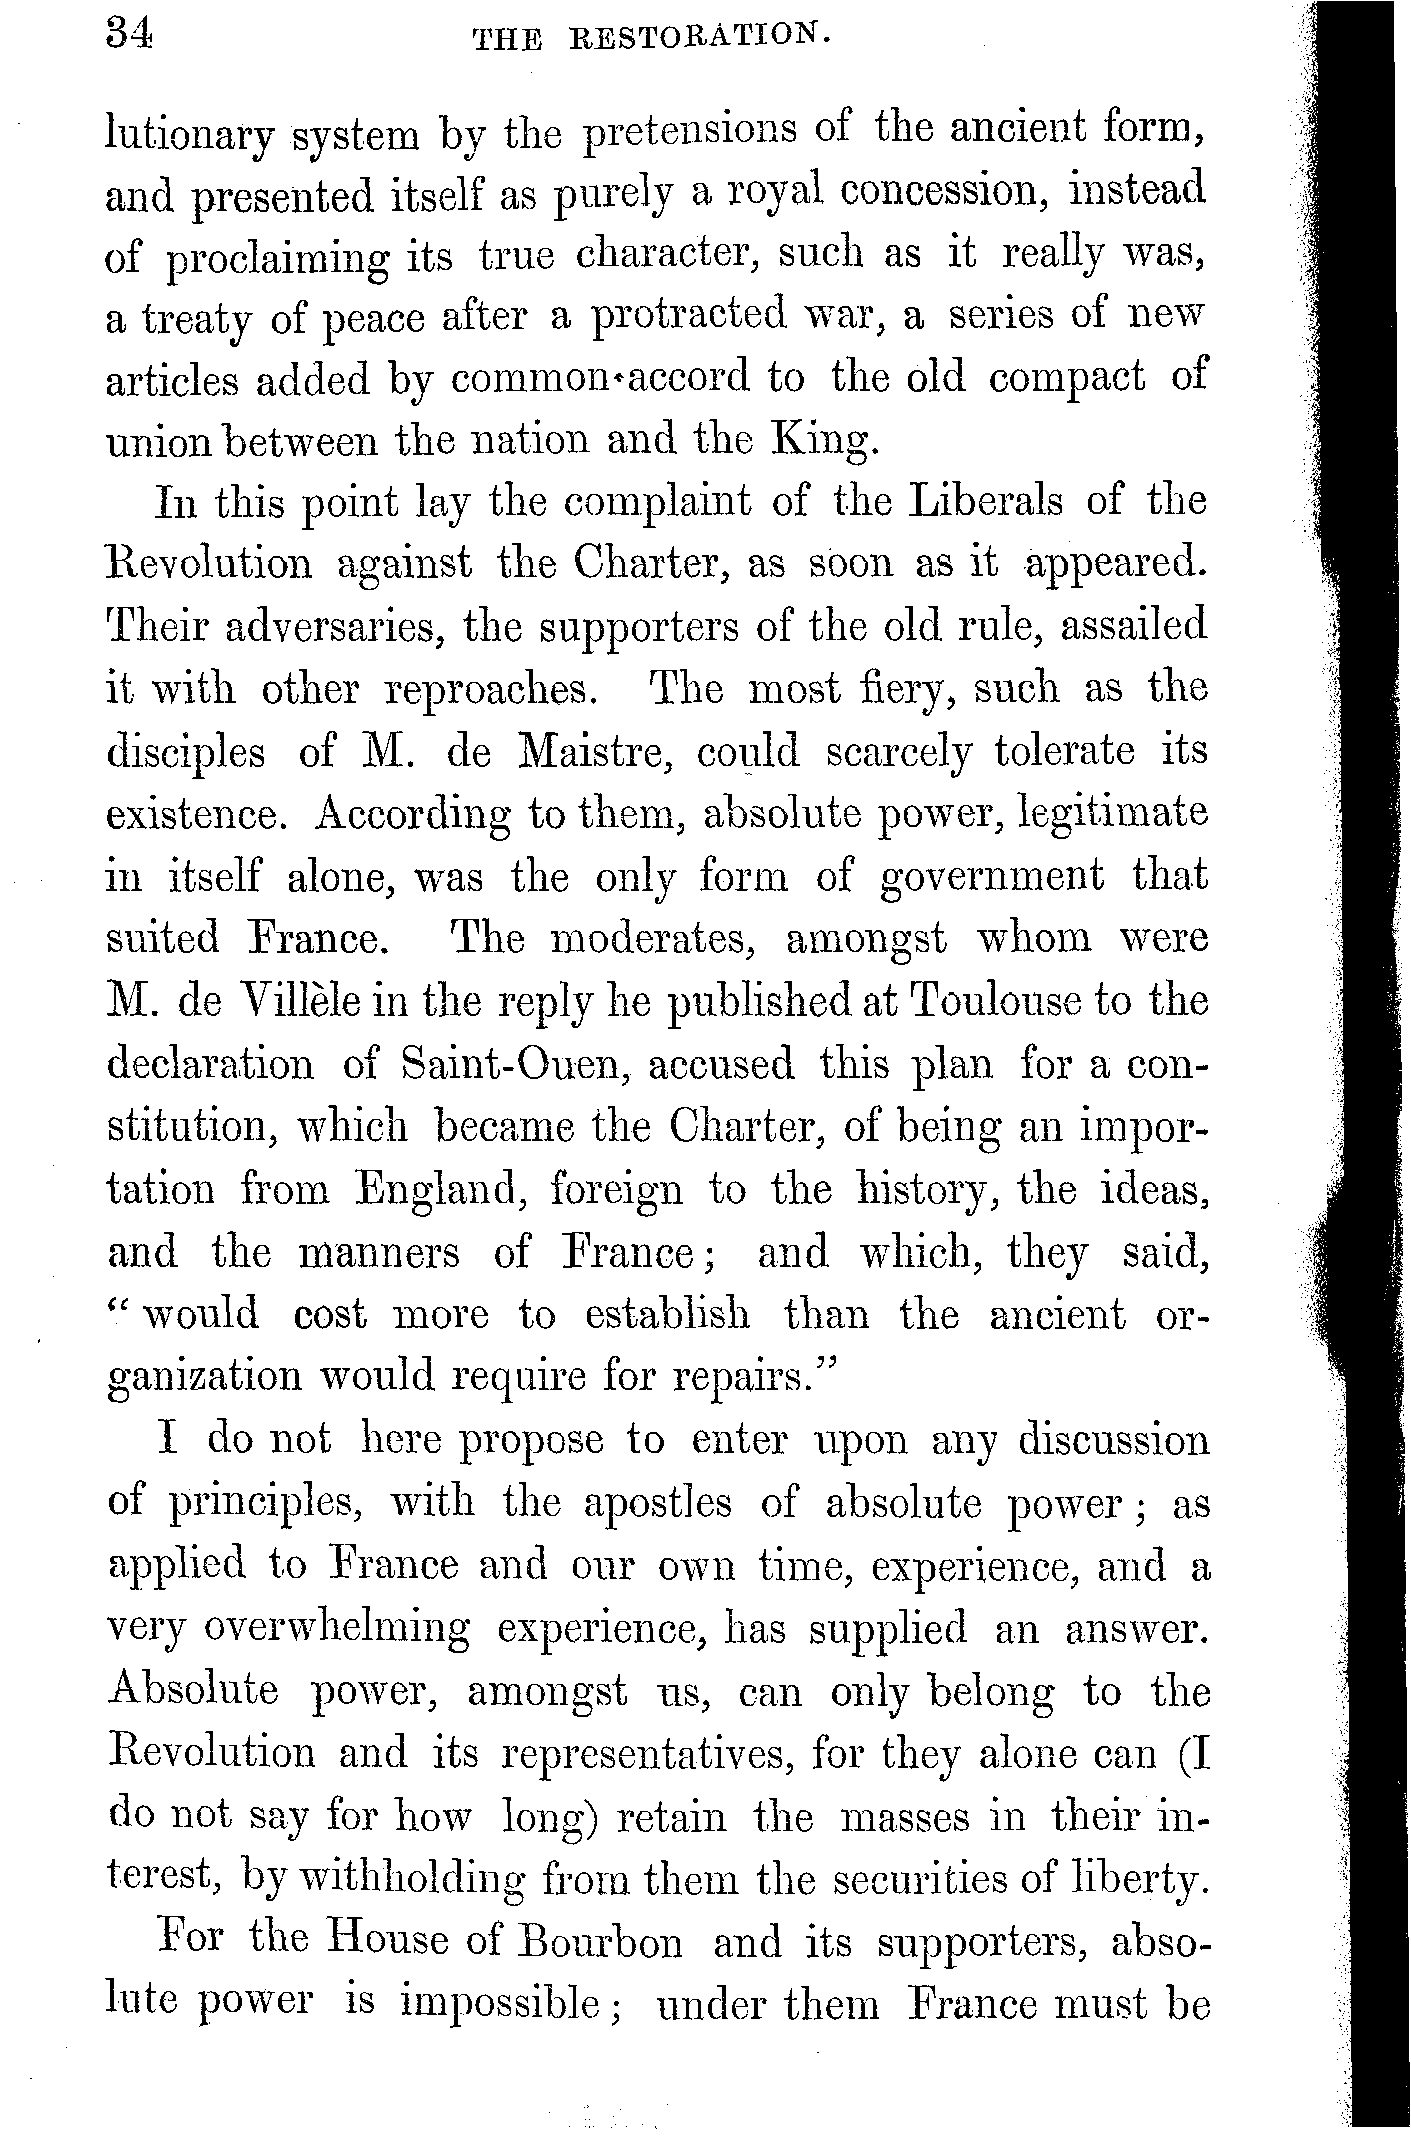 34 THE RESTORATION.
lutionary system by the pretensions of the ancient form,
and presented itself as purely a royal concession, instead
of proclaiming its true character, such as it really was,
a treaty of peace after a protracted war, a series of new
articles added by common accord to the old compact of
union between the nation and the King.
In this point lay the complaint of the Liberals of the
Revolution against the Charter, as soon as it appeared.
Their adversaries, the supporters of the old rule, assailed
it with other reproaches. The most fiery, such as the
disciples of M. de Maistre, could scarcely tolerate its
existence. According to them, absolute power, legitimate
in itself alone, was the only form of government that
suited France. The moderates, amongst whom were
M. de Villèle in the reply he published at Toulouse to the
declaration of Saint-Ouen, accused this plan for a con-
stitution, which became the Charter, of being an impor-
tation from England, foreign to the history, the ideas,
and the manners of France; and which, they said,
“would cost more to establish than the ancient or-
ganization would require for repairs.”
I do not here propose to enter upon any discussion
of principles, with the apostles of absolute power; as
applied to France and our own time, experience, and a
very overwhelming experience, has supplied an answer.
Absolute power, amongst us, can only belong to the
Revolution and its representatives, for they alone can (I
do not say for how long) retain the masses in their in-
terest, by withholding from them the securities of liberty.
For the House of Bourbon and its supporters, abso-
lute power is impossible; under them France must be